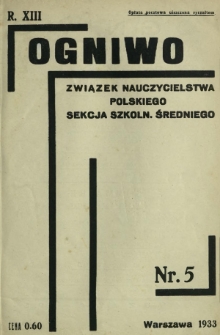 R. XIII
Opłata pocztowa uiszczona ryczałtem
OGNIWO
ZWIĄZEK NAUCZYCIELSTWA
POLSKIEGO
SEKCJA SZKOLN. ŚREDNIEGO
Nr. 5
CENA 0.60
Warszawa 1933